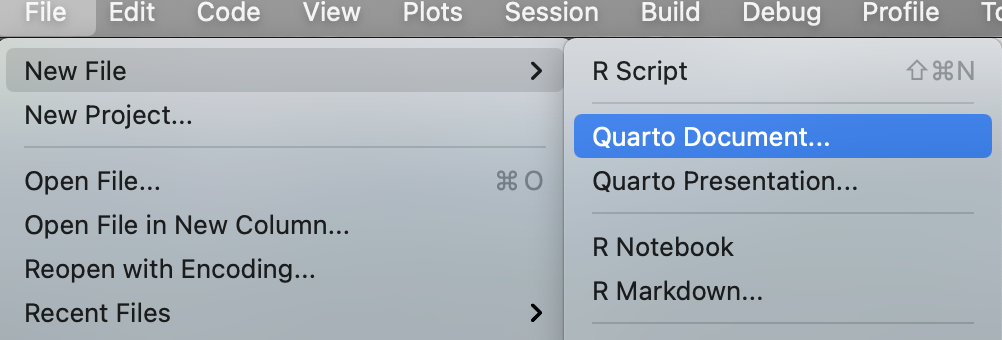 File Edit Code View Plots Session Build Debug Profile
New File
New Project...
Open File... ⌘O
Open File in New Column...
Reopen with Encoding...
Recent Files
R Script ⇧⌘N
Quarto Document...
Quarto Presentation...
R Notebook
R Markdown...